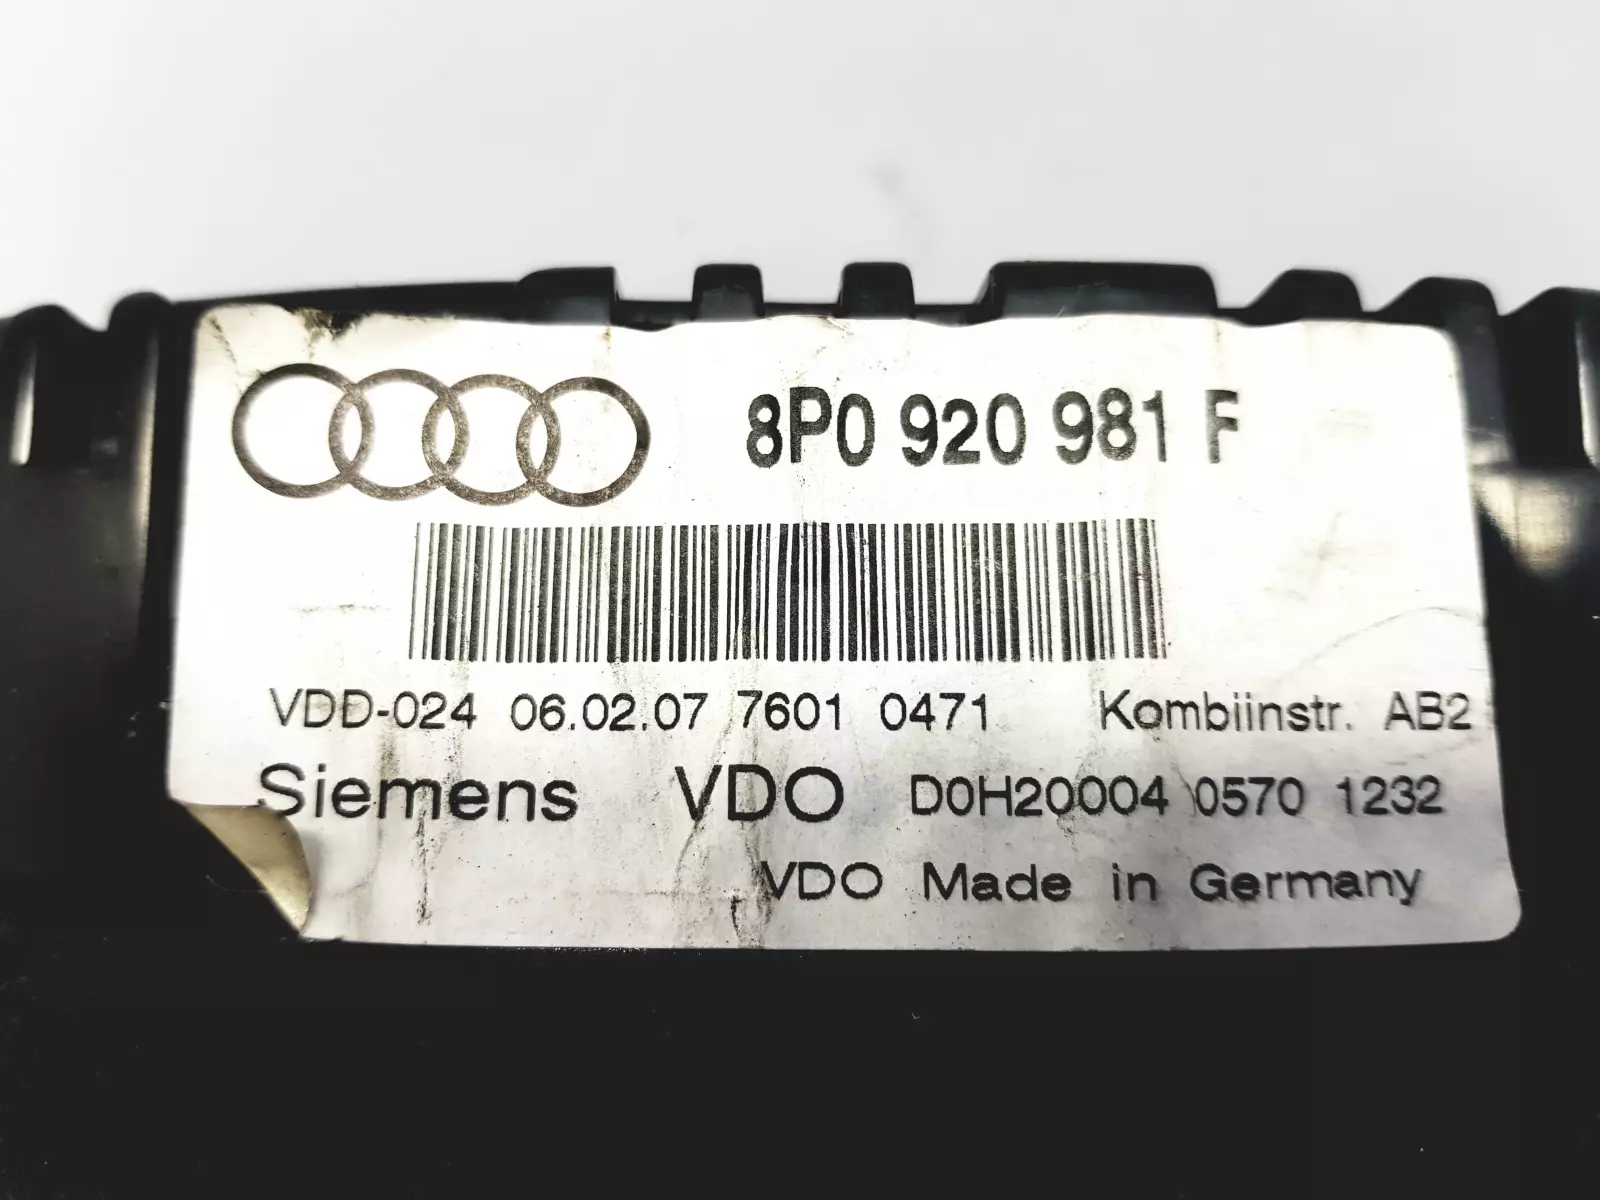 8P0 920 981 F
VDD-024 06.02.07 7601 0471 Kombiinstr. AB2
Siemens VDO D0H20004 0570 1232
VDO Made in Germany